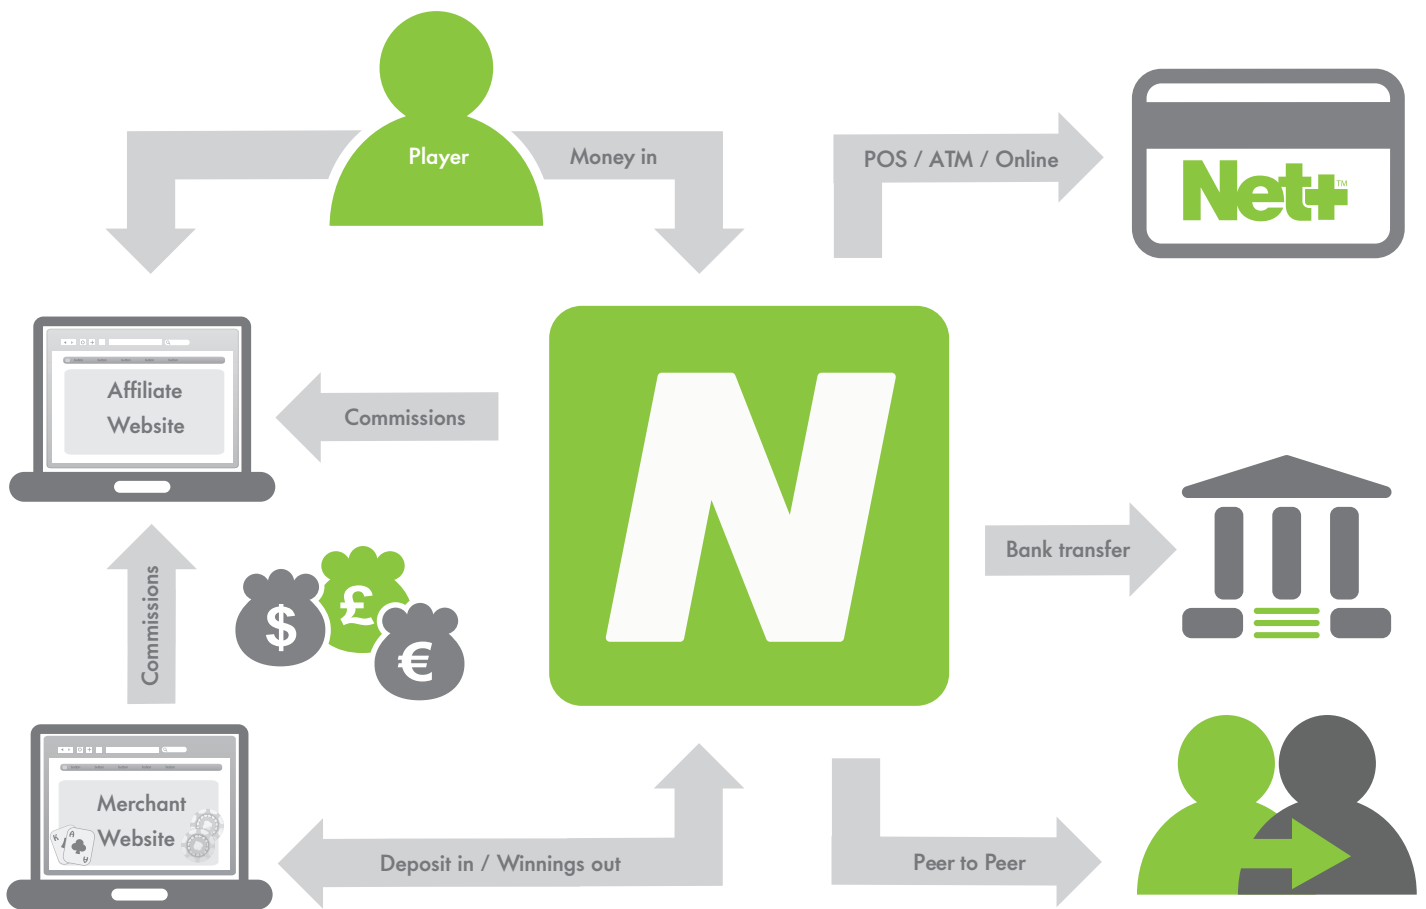 Player
Money in
POS / ATM / Online
Net+™
Affiliate
Website
Commissions
N
Bank transfer
Commissions
$
£
€
Merchant
Website
K
A
A
Deposit in / Winnings out
Peer to Peer